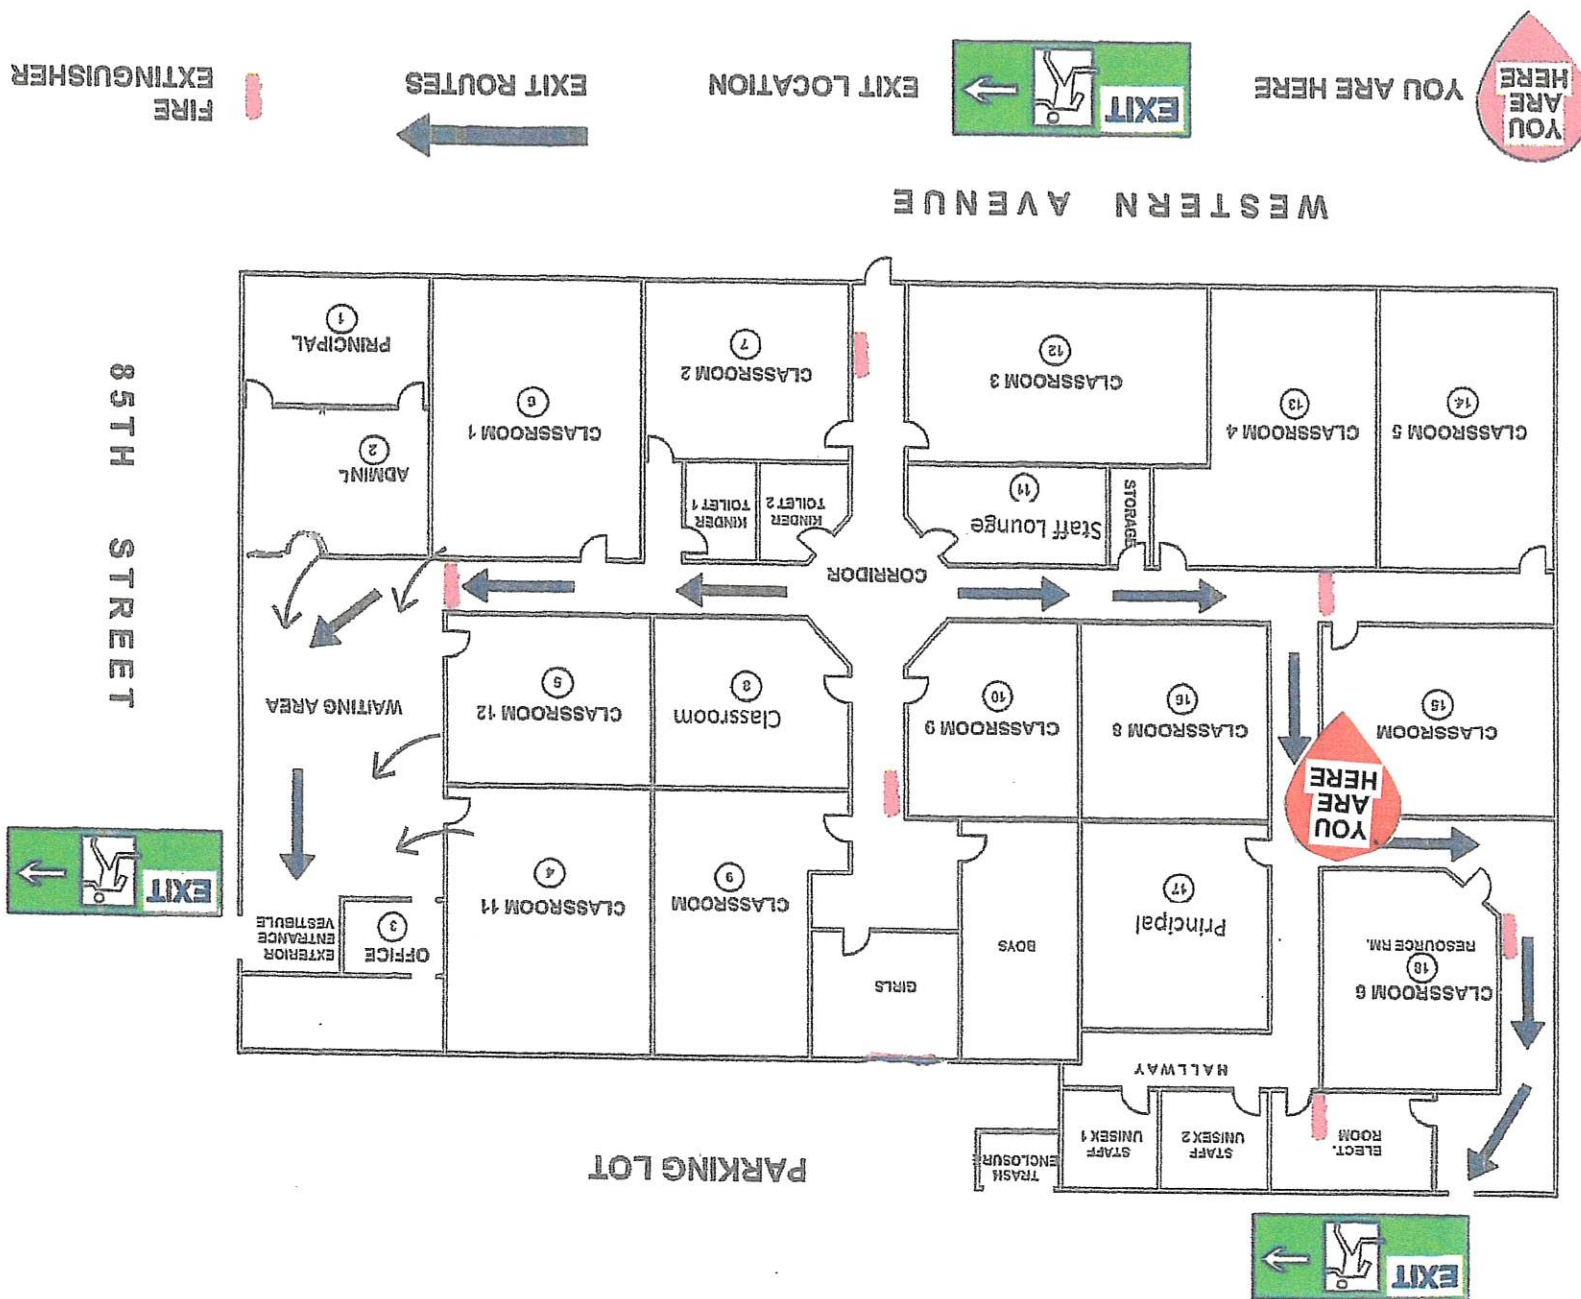 EXIT
ELECT.
ROOM
STAFF
UNISEX 2
STAFF
UNISEX 1
TRASH
ENCLOSURE
PARKING LOT
HALLWAY
CLASSROOM 6
18
RESOURCE RM.
Principal
17
BOYS
GIRLS
CLASSROOM
9
CLASSROOM 11
4
OFFICE
3
EXTERIOR
ENTRANCE
VESTIBULE
EXIT
YOU
ARE
HERE
CLASSROOM
15
CLASSROOM 8
16
CLASSROOM 9
10
Classroom
8
CLASSROOM 12
5
WAITING AREA
85TH STREET
CORRIDOR
STORAGE
Staff Lounge
11
KINDER
TOILET 2
KINDER
TOILET 1
CLASSROOM 5
14
CLASSROOM 4
13
CLASSROOM 3
12
CLASSROOM 2
7
CLASSROOM 1
6
ADMIN'L
2
PRINCIPAL
1
WESTERN AVENUE
YOU
ARE
HERE
YOU ARE HERE
EXIT
EXIT LOCATION
EXIT ROUTES
FIRE
EXTINGUISHER